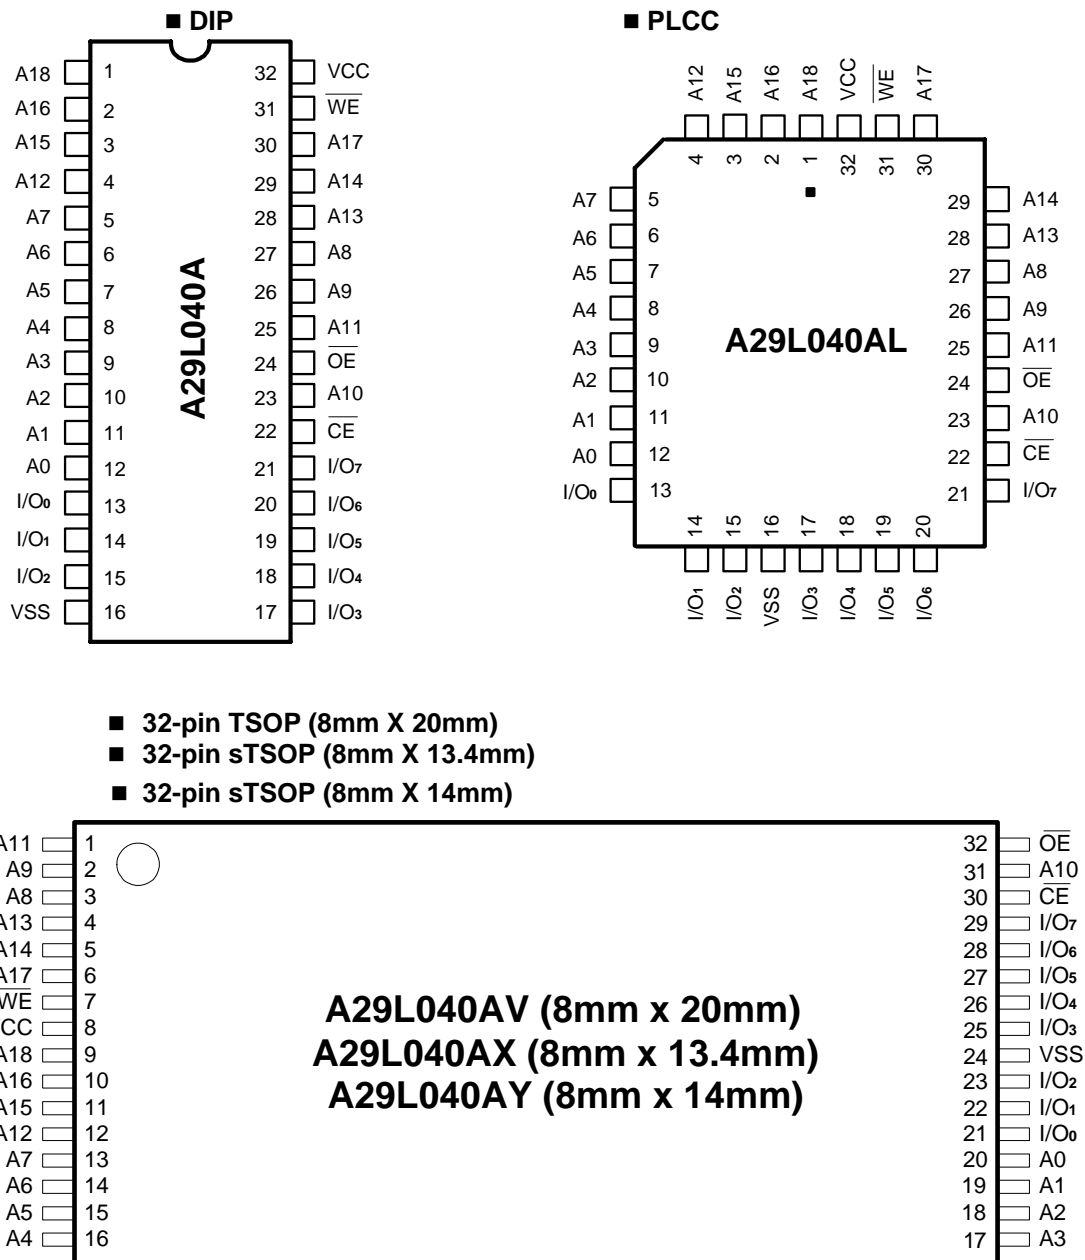 ■ DIP
A18 1 32 VCC
A16 2 31 W̅E̅
A15 3 30 A17
A12 4 29 A14
A7 5 28 A13
A6 6 27 A8
A5 7 26 A9
A4 8 25 A11
A3 9 24 O̅E̅
A2 10 23 A10
A1 11 22 C̅E̅
A0 12 21 I/O7
I/O0 13 20 I/O6
I/O1 14 19 I/O5
I/O2 15 18 I/O4
VSS 16 17 I/O3
A29L040A
■ PLCC
A12 A15 A16 A18 VCC W̅E̅ A17
4 3 2 1 32 31 30
A7 5 29 A14
A6 6 28 A13
A5 7 27 A8
A4 8 26 A9
A3 9 25 A11
A2 10 24 O̅E̅
A1 11 23 A10
A0 12 22 C̅E̅
I/O0 13 21 I/O7
A29L040AL
14 15 16 17 18 19 20
I/O1 I/O2 VSS I/O3 I/O4 I/O5 I/O6
■ 32-pin TSOP (8mm X 20mm)
■ 32-pin sTSOP (8mm X 13.4mm)
■ 32-pin sTSOP (8mm X 14mm)
A11 1 32 O̅E̅
A9 2 31 A10
A8 3 30 C̅E̅
A13 4 29 I/O7
A14 5 28 I/O6
A17 6 27 I/O5
W̅E̅ 7 26 I/O4
CC 8 25 I/O3
A18 9 24 VSS
A16 10 23 I/O2
A15 11 22 I/O1
A12 12 21 I/O0
A7 13 20 A0
A6 14 19 A1
A5 15 18 A2
A4 16 17 A3
A29L040AV (8mm x 20mm)
A29L040AX (8mm x 13.4mm)
A29L040AY (8mm x 14mm)